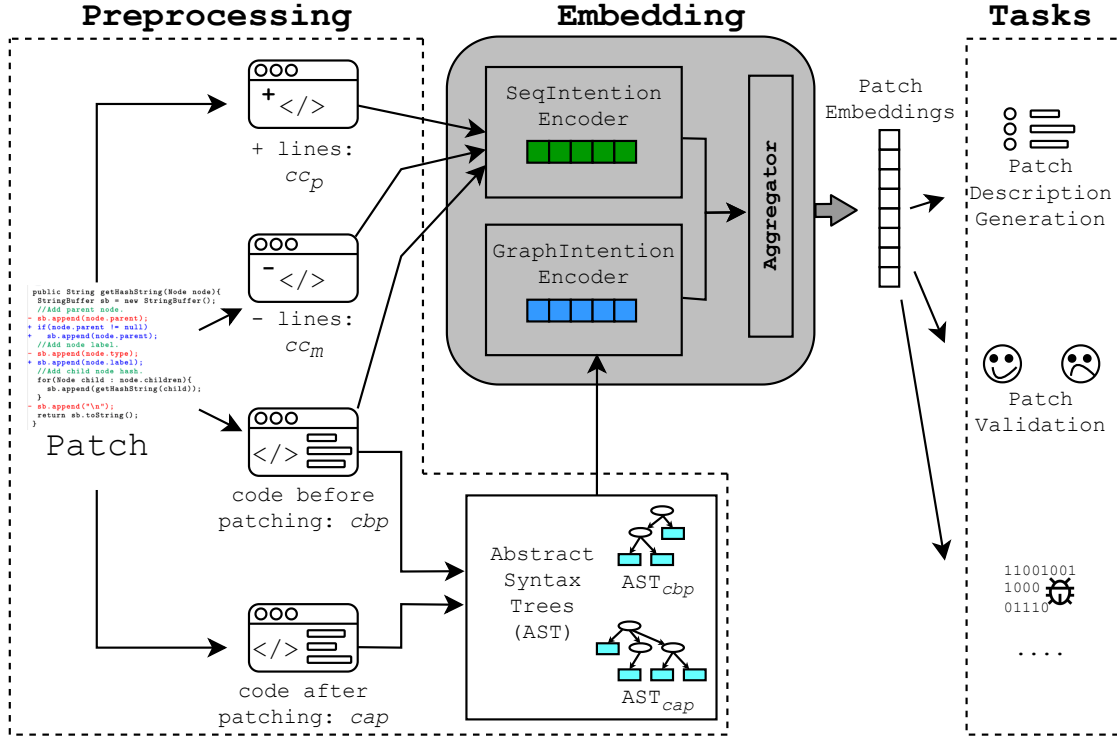 Preprocessing
Embedding
Tasks
+ </>
+ lines:
cc_p
- </>
- lines:
cc_m
public String getHashString(Node node){
StringBuffer sb = new StringBuffer();
//Add parent node.
- sb.append(node.parent);
+ if(node.parent != null)
+ sb.append(node.parent);
//Add node label.
- sb.append(node.type);
+ sb.append(node.label);
//Add child node hash.
for(Node child : node.children){
sb.append(getHashString(child));
}
- sb.append("\n");
return sb.toString();
}
Patch
</>
code before
patching: cbp
</>
code after
patching: cap
SeqIntention
Encoder
GraphIntention
Encoder
Aggregator
Abstract
Syntax
Trees
(AST)
AST_cbp
AST_cap
Patch
Embeddings
Patch
Description
Generation
Patch
Validation
11001001
1000
01110
....